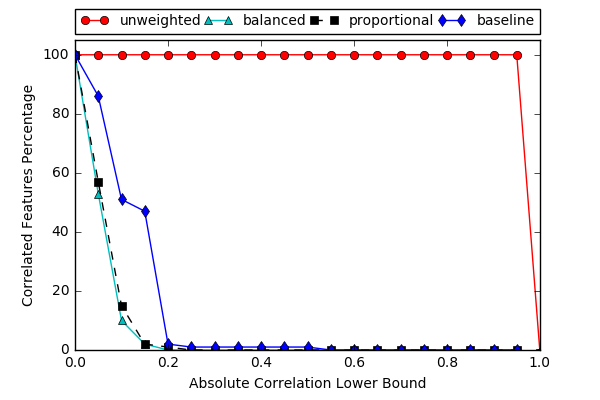 unweighted balanced proportional baseline
100
80
60
40
20
0
Correlated Features Percentage
0.0 0.2 0.4 0.6 0.8 1.0
Absolute Correlation Lower Bound